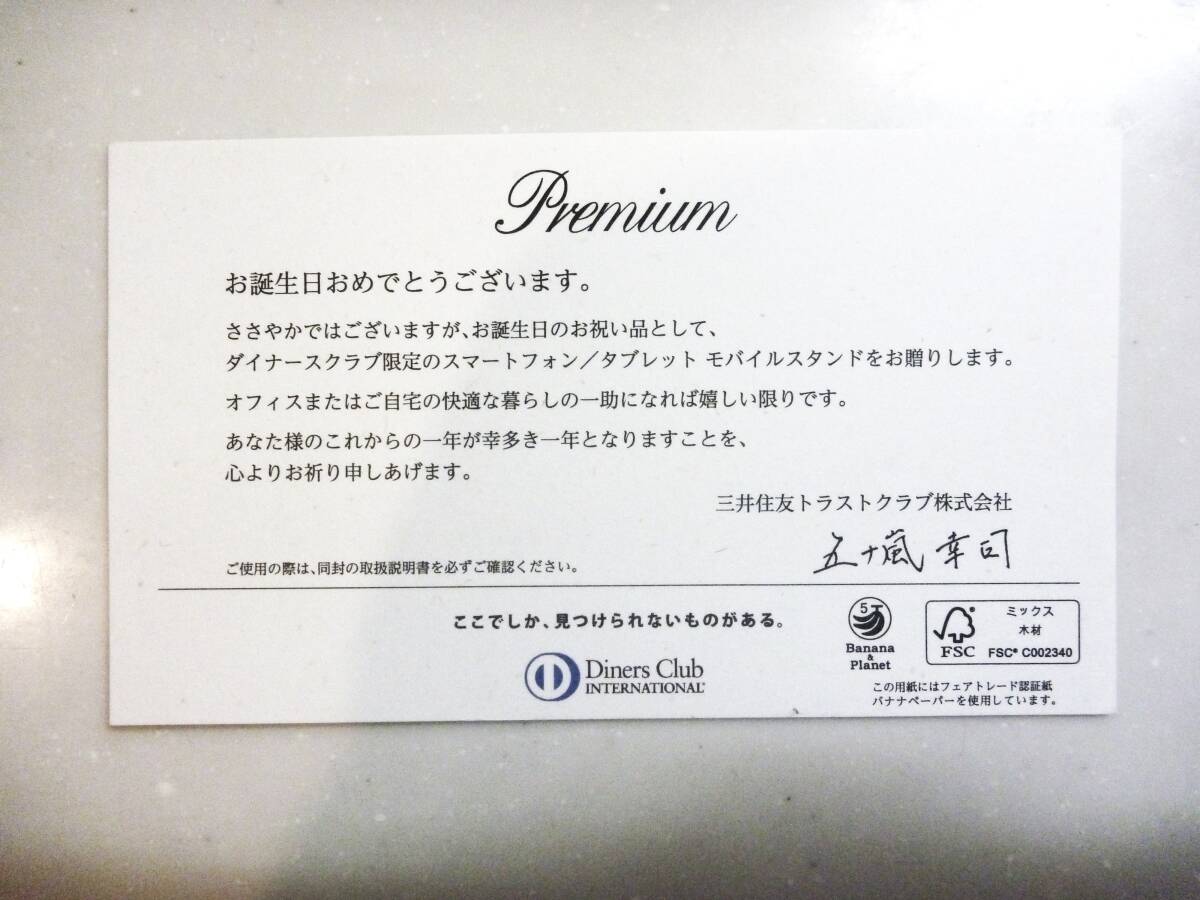 Premium
お誕生日おめでとうございます。
ささやかではございますが、お誕生日のお祝い品として、
ダイナースクラブ限定のスマートフォン／タブレット モバイルスタンドをお贈りします。
オフィスまたはご自宅の快適な暮らしの一助になれば嬉しい限りです。
あなた様のこれからの一年が幸多き一年となりますことを、
心よりお祈り申しあげます。
三井住友トラストクラブ株式会社
五十嵐 幸司
ご使用の際は、同封の取扱説明書を必ずご確認ください。
ここでしか、見つけられないものがある。
Diners Club
INTERNATIONAL®
5
Banana
&
Planet
FSC
ミックス
木材
FSC® C002340
この用紙にはフェアトレード認証紙
バナナペーパーを使用しています。